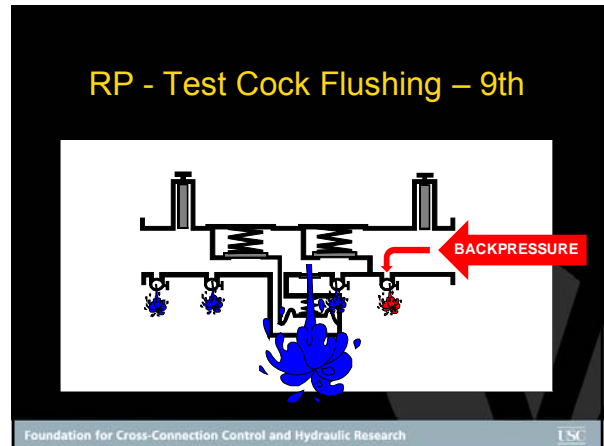 RP - Test Cock Flushing – 9th
BACKPRESSURE
Foundation for Cross-Connection Control and Hydraulic Research
USC